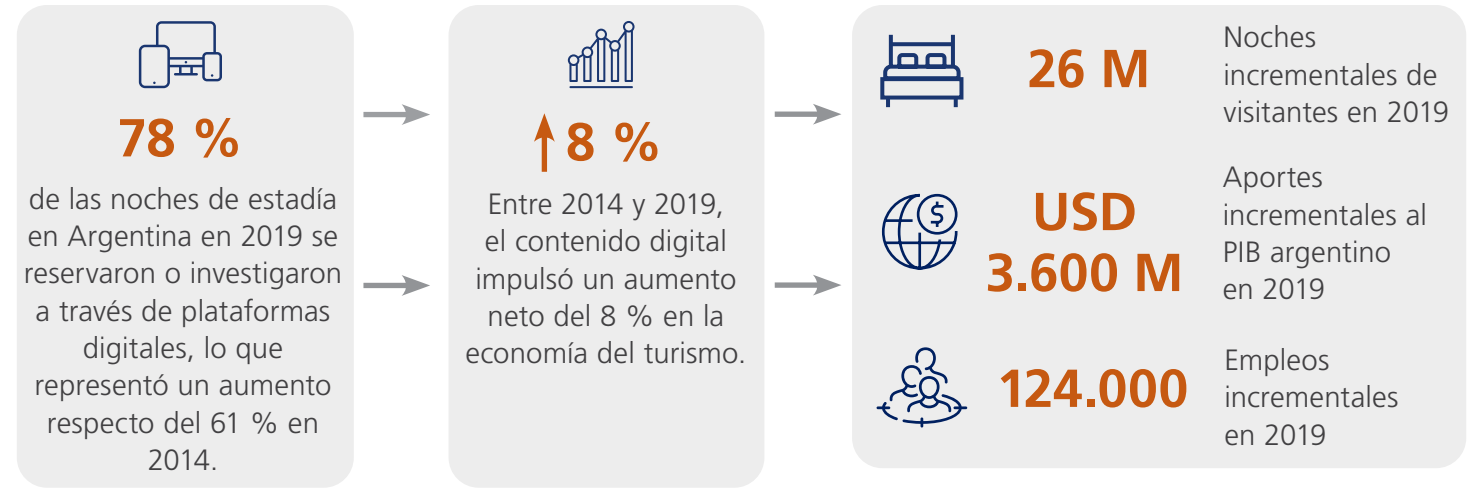 78 %
de las noches de estadía
en Argentina en 2019 se
reservaron o investigaron
a través de plataformas
digitales, lo que
representó un aumento
respecto del 61 % en
2014.
8 %
Entre 2014 y 2019,
el contenido digital
impulsó un aumento
neto del 8 % en la
economía del turismo.
26 M
Noches
incrementales de
visitantes en 2019
USD
3.600 M
Aportes
incrementales al
PIB argentino
en 2019
124.000
Empleos
incrementales
en 2019